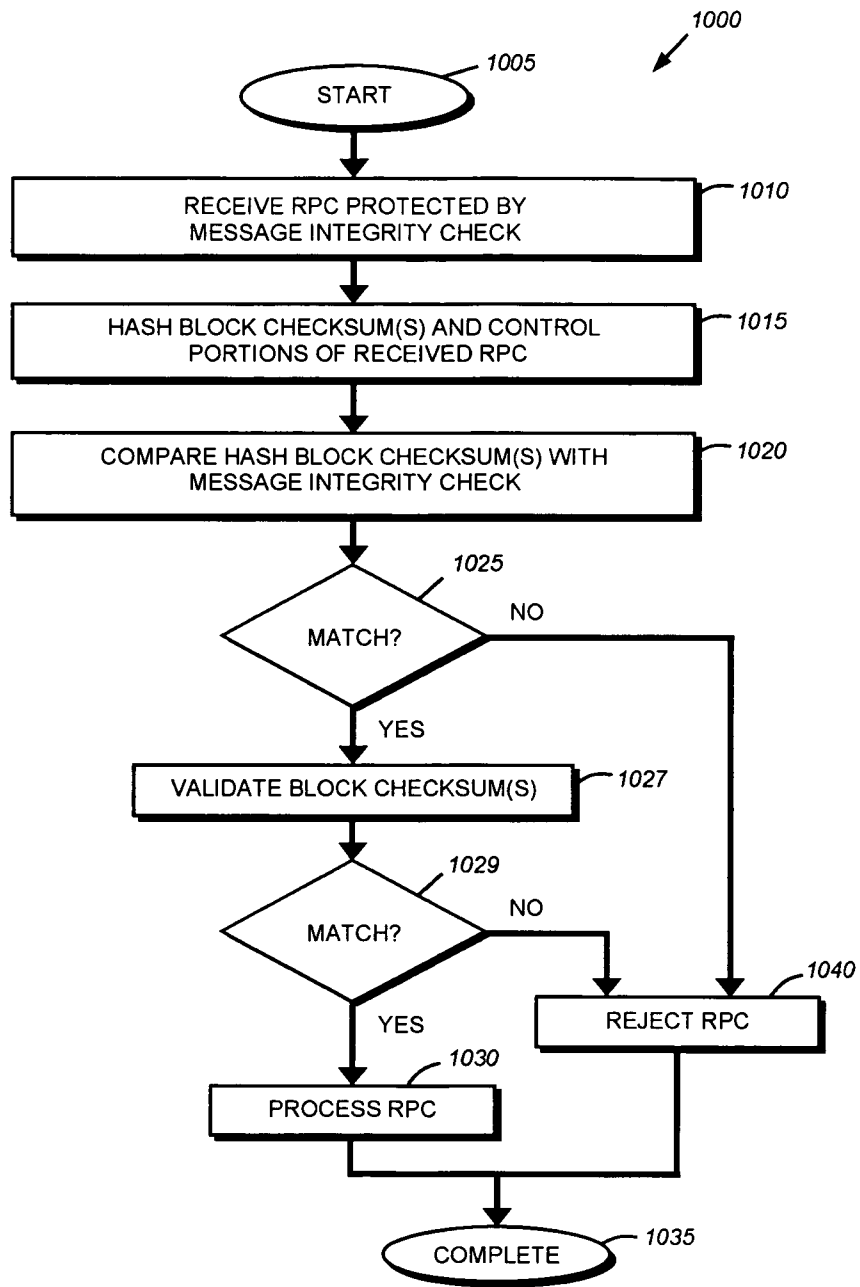 1000
1005
START
1010
RECEIVE RPC PROTECTED BY
MESSAGE INTEGRITY CHECK
1015
HASH BLOCK CHECKSUM(S) AND CONTROL
PORTIONS OF RECEIVED RPC
1020
COMPARE HASH BLOCK CHECKSUM(S) WITH
MESSAGE INTEGRITY CHECK
1025
MATCH?
NO
YES
VALIDATE BLOCK CHECKSUM(S)
1027
1029
MATCH?
NO
YES
1040
REJECT RPC
1030
PROCESS RPC
1035
COMPLETE